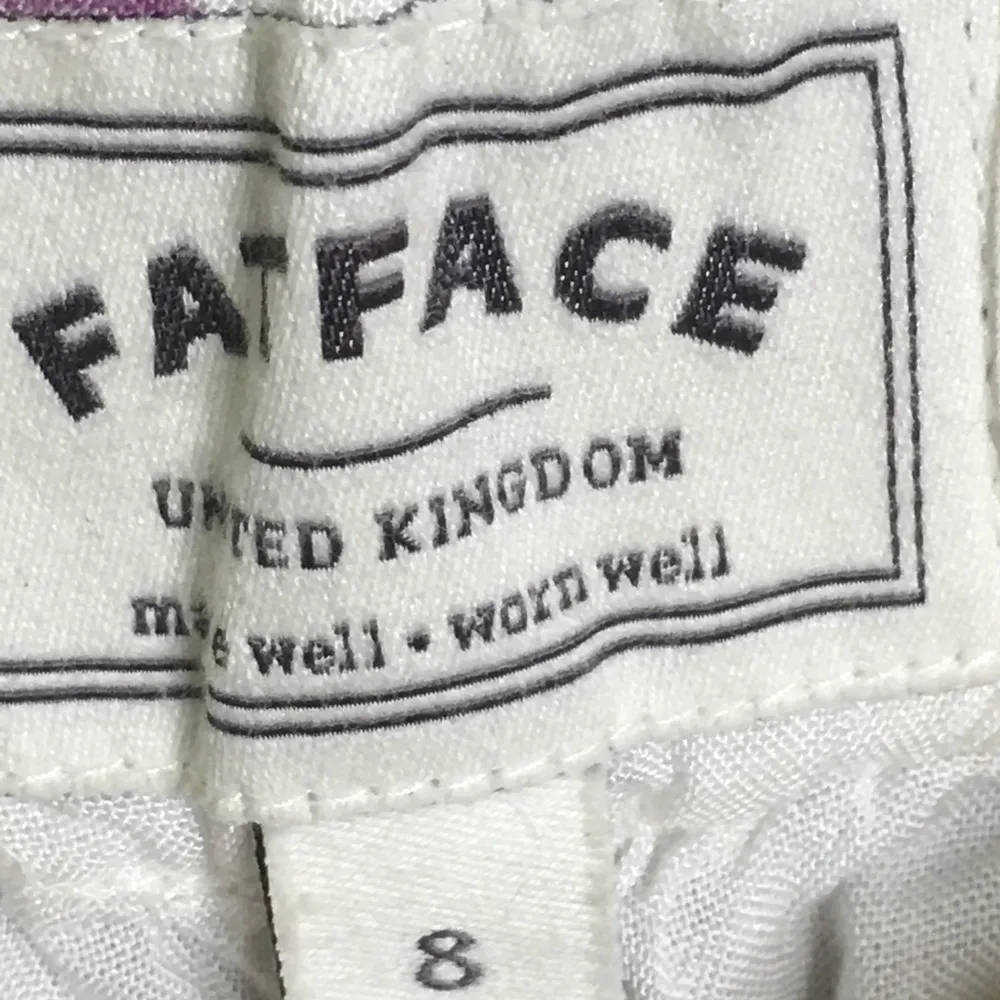 FATFACE
UNITED KINGDOM
made well • worn well
8